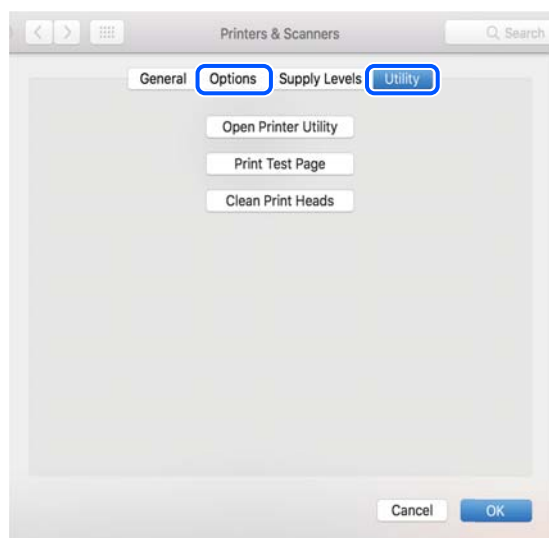 Printers & Scanners
Search
General Options Supply Levels Utility
Open Printer Utility
Print Test Page
Clean Print Heads
Cancel OK